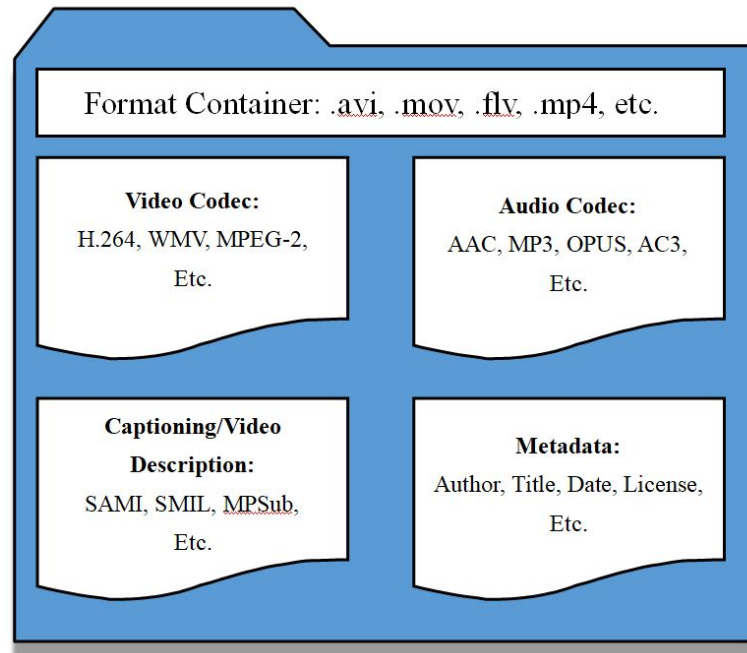 Format Container: .avi, .mov, .flv, .mp4, etc.
Video Codec:
H.264, WMV, MPEG-2,
Etc.
Audio Codec:
AAC, MP3, OPUS, AC3,
Etc.
Captioning/Video
Description:
SAMI, SMIL, MPSub,
Etc.
Metadata:
Author, Title, Date, License,
Etc.